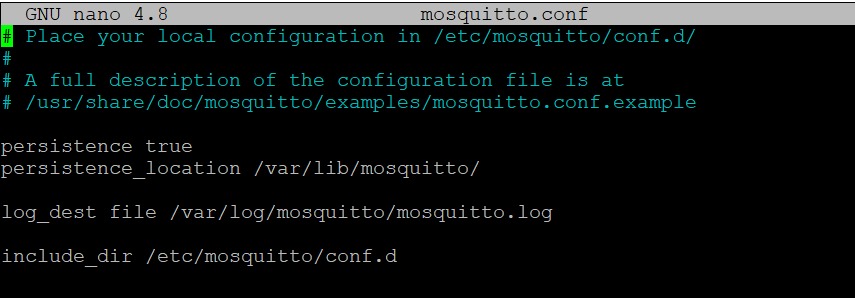 GNU nano 4.8 mosquitto.conf
# Place your local configuration in /etc/mosquitto/conf.d/
#
# A full description of the configuration file is at
# /usr/share/doc/mosquitto/examples/mosquitto.conf.example
persistence true
persistence_location /var/lib/mosquitto/
log_dest file /var/log/mosquitto/mosquitto.log
include_dir /etc/mosquitto/conf.d